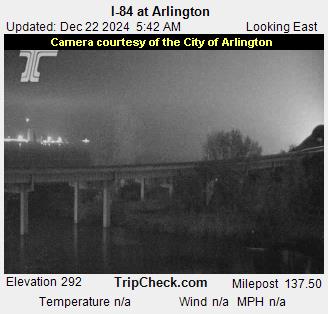 I-84 at Arlington
Updated: Dec 22 2024 5:42 AM Looking East
Camera courtesy of the City of Arlington
Elevation 292 TripCheck.com Milepost 137.50
Temperature n/a Wind n/a MPH n/a